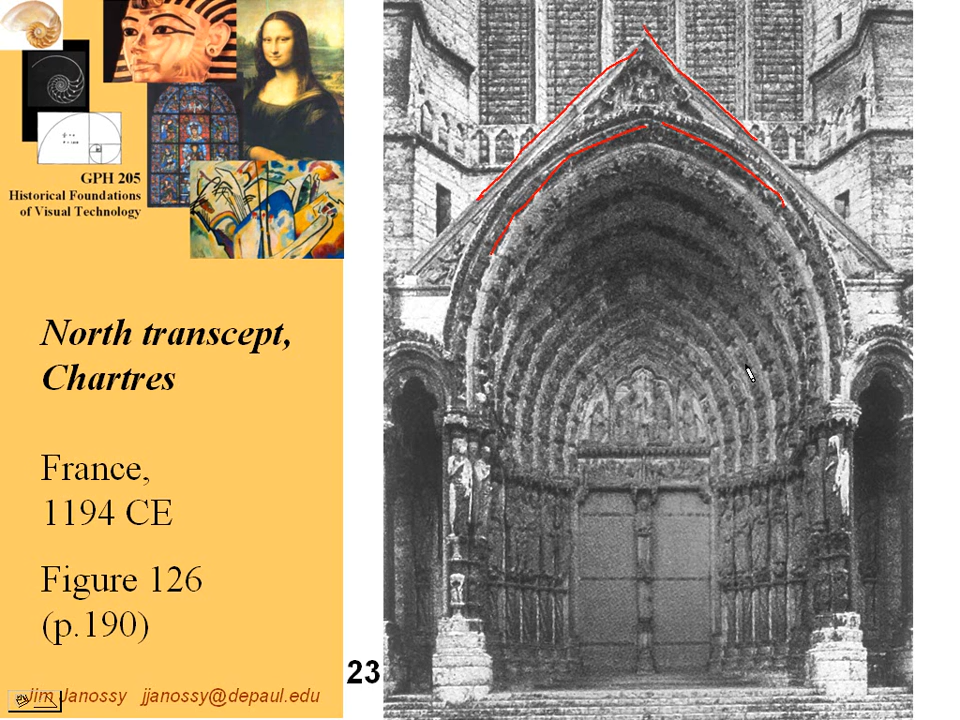 GPH 205
Historical Foundations
of Visual Technology
North transcept,
Chartres
France,
1194 CE
Figure 126
(p.190)
23
Jim Janossy jjanossy@depaul.edu